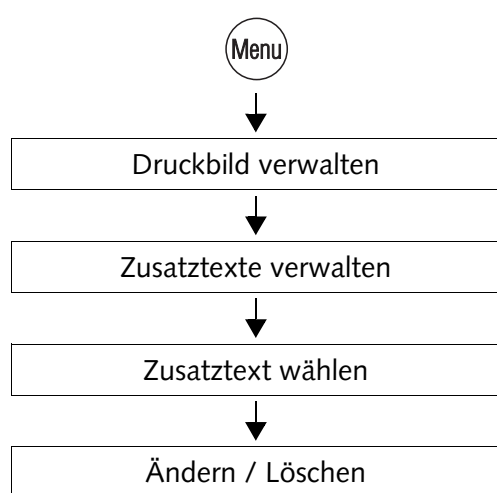 Menu
Druckbild verwalten
Zusatztexte verwalten
Zusatztext wählen
Ändern / Löschen